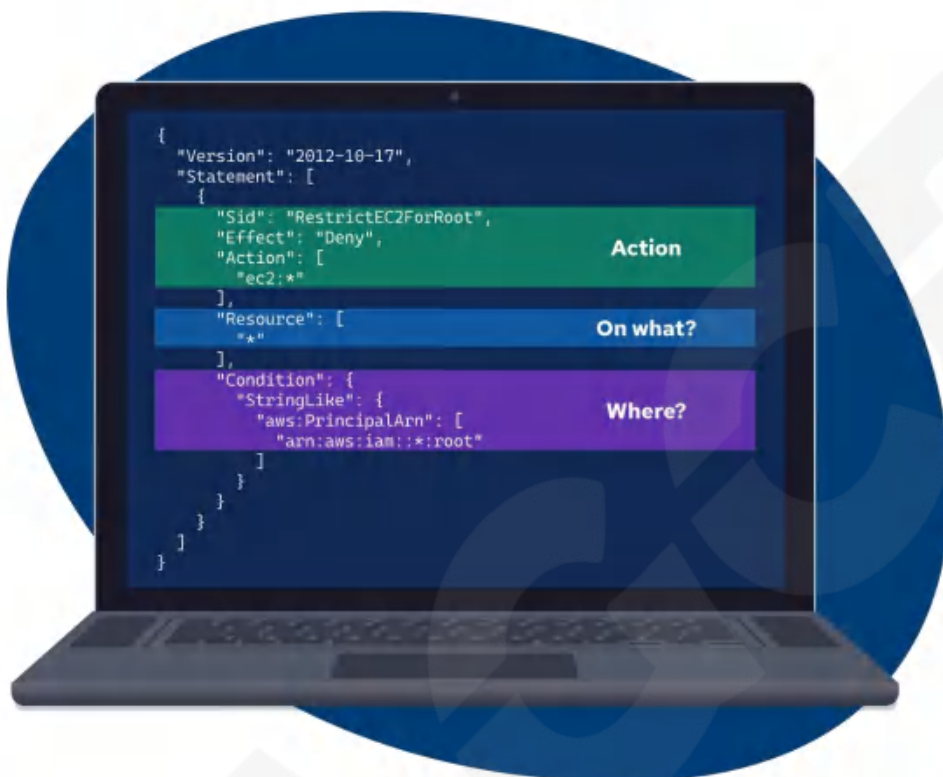 {
"Version": "2012-10-17",
"Statement": [
{
"Sid": "RestrictEC2ForRoot",
"Effect": "Deny",
"Action": [
"ec2:*"
Action
],
"Resource": [
"*"
On what?
],
"Condition": {
"StringLike": {
"aws:PrincipalArn": [
"arn:aws:iam::*:root"
Where?
]
}
}
}
]
}